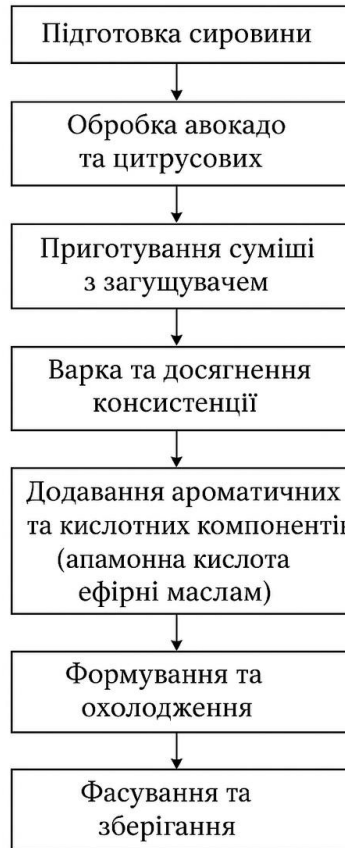 Підготовка сировини
Обробка авокадо
та цитрусових
Приготування суміші
з загущувачем
Варка та досягнення
консистенції
Додавання ароматичних
та кислотних компонентів
(апамонна кислота
ефірні маслам)
Формування та
охолодження
Фасування та
зберігання